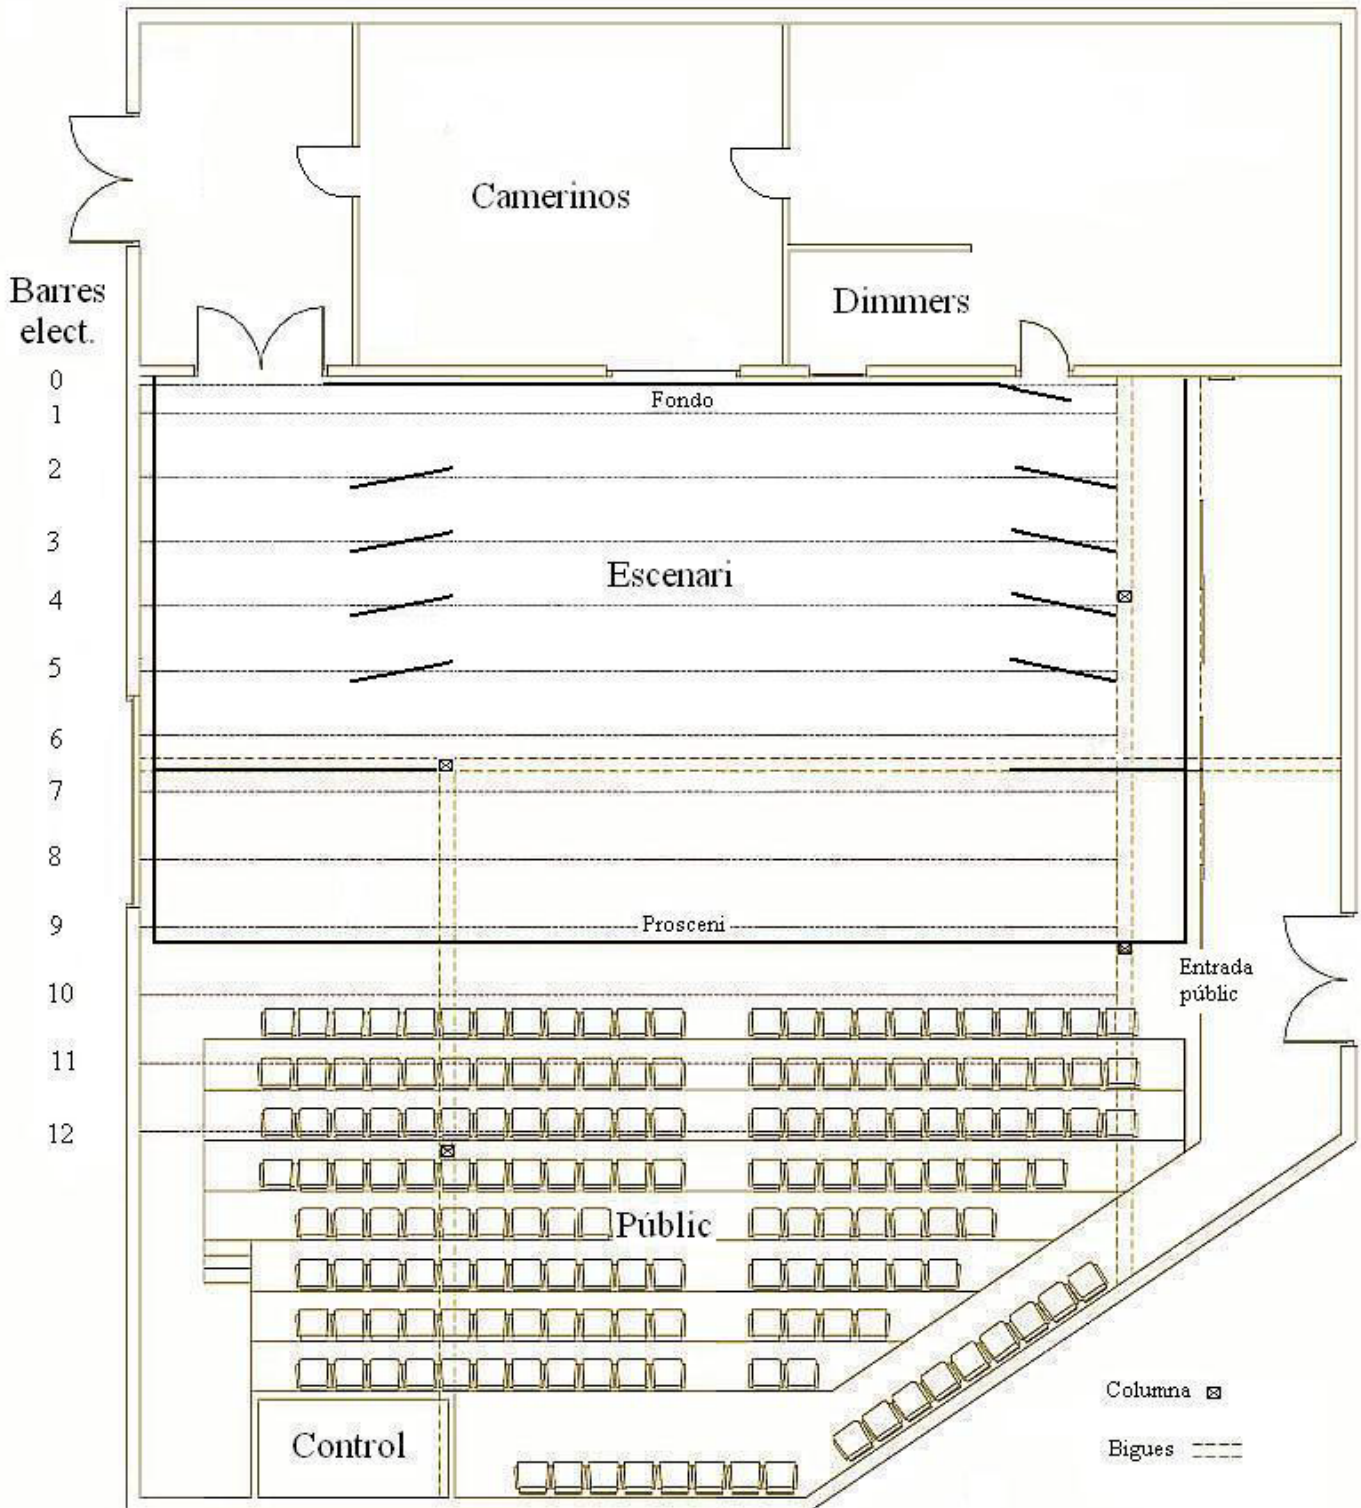 Camerinos
Barres
elect.
Dimmers
0
Fondo
1
2
3
Escenari
4
5
6
7
8
9
Prosceni
Entrada
públic
10
11
12
Públic
Columna
Control
Bigues